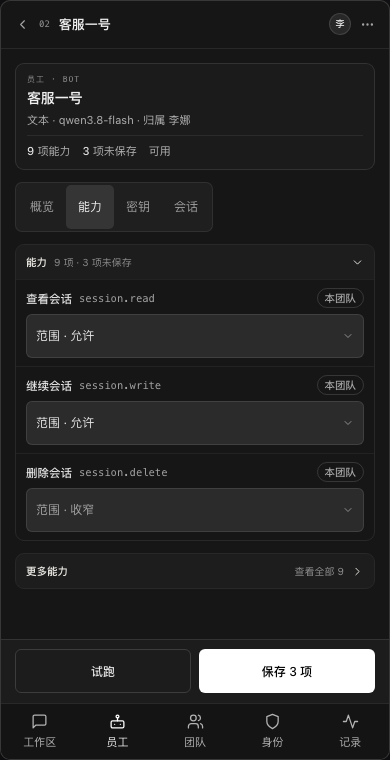 02 客服一号 李
员工 · BOT
客服一号
文本 · qwen3.8-flash · 归属 李娜
9 项能力 3 项未保存 可用
概览 能力 密钥 会话
能力 9 项 · 3 项未保存
查看会话 session.read 本团队
范围 · 允许
继续会话 session.write 本团队
范围 · 允许
删除会话 session.delete 本团队
范围 · 收窄
更多能力 查看全部 9
试跑 保存 3 项
工作区 员工 团队 身份 记录